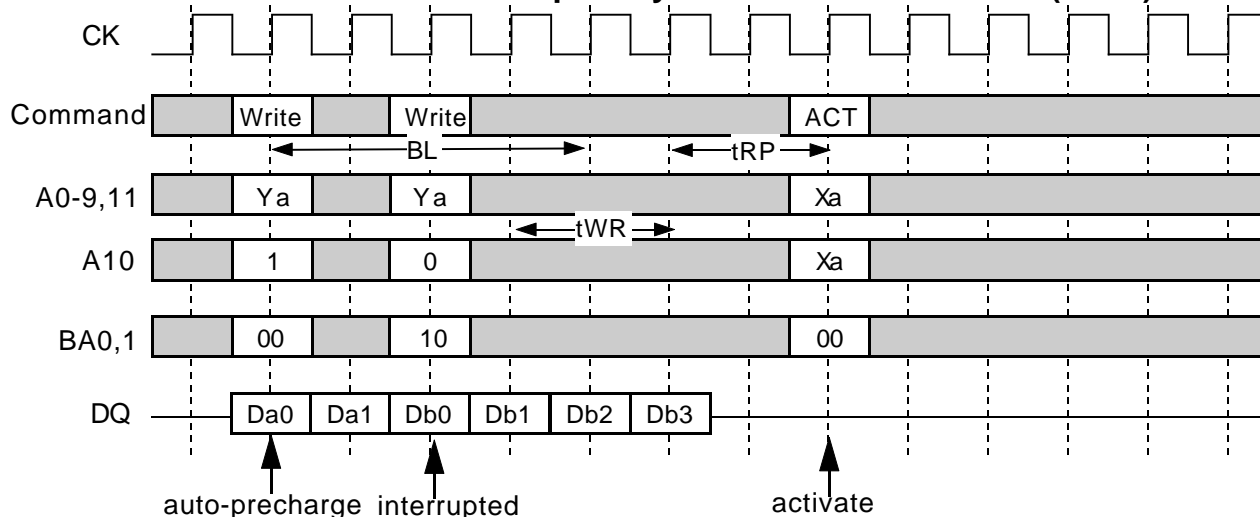 CK
Command Write Write ACT
BL tRP
A0-9,11 Ya Ya Xa
tWR
A10 1 0 Xa
BA0,1 00 10 00
DQ Da0 Da1 Db0 Db1 Db2 Db3
auto-precharge interrupted activate